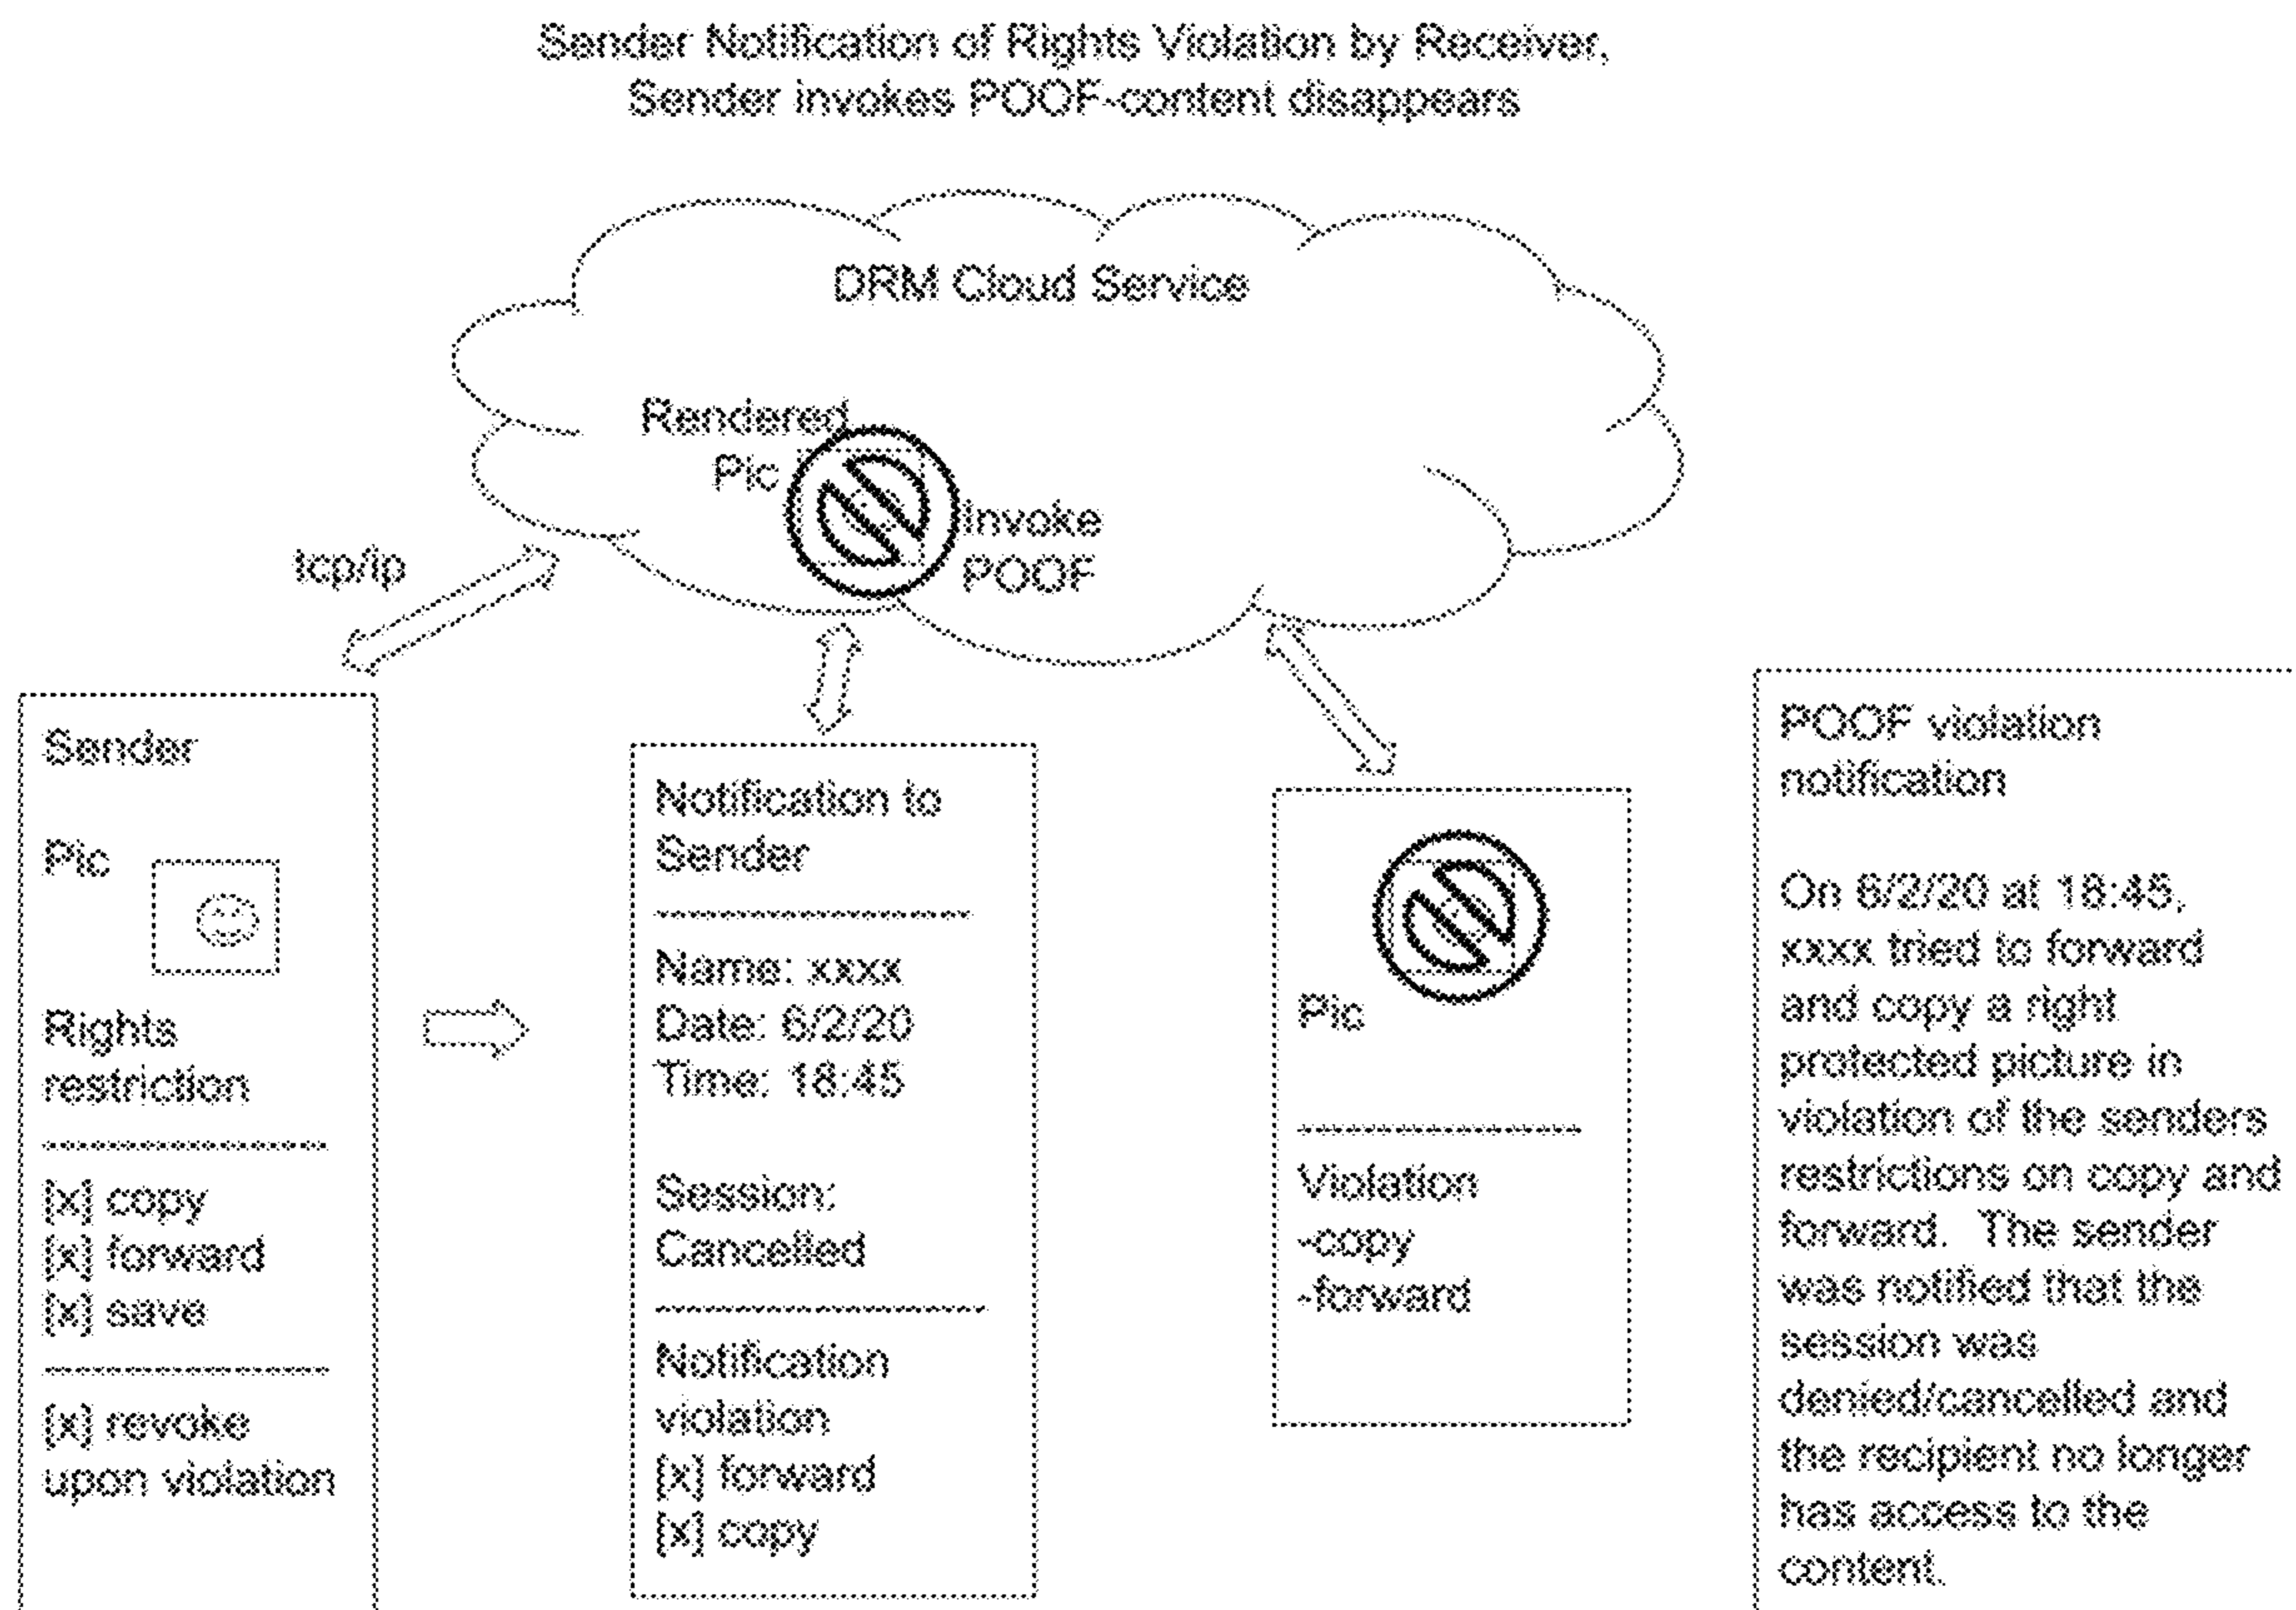 Sender Notification of Rights Violation by Receiver,
Sender invokes POOF-content disappears
DRM Cloud Service
Rendered
Pic
Invoke
POOF
tcp/ip
Sender
Pic
Rights
restriction
[x] copy
[x] forward
[x] save
[x] revoke
upon violation
Notification to
Sender
Name: xxxx
Date: 6/2/20
Time: 18:45
Session:
Cancelled
Notification
violation
[x] forward
[x] copy
Pic
Violation
-copy
-forward
POOF violation
notification
On 6/2/20 at 18:45,
xxxx tried to forward
and copy a right
protected picture in
violation of the senders
restrictions on copy and
forward. The sender
was notified that the
session was
denied/cancelled and
the recipient no longer
has access to the
content.